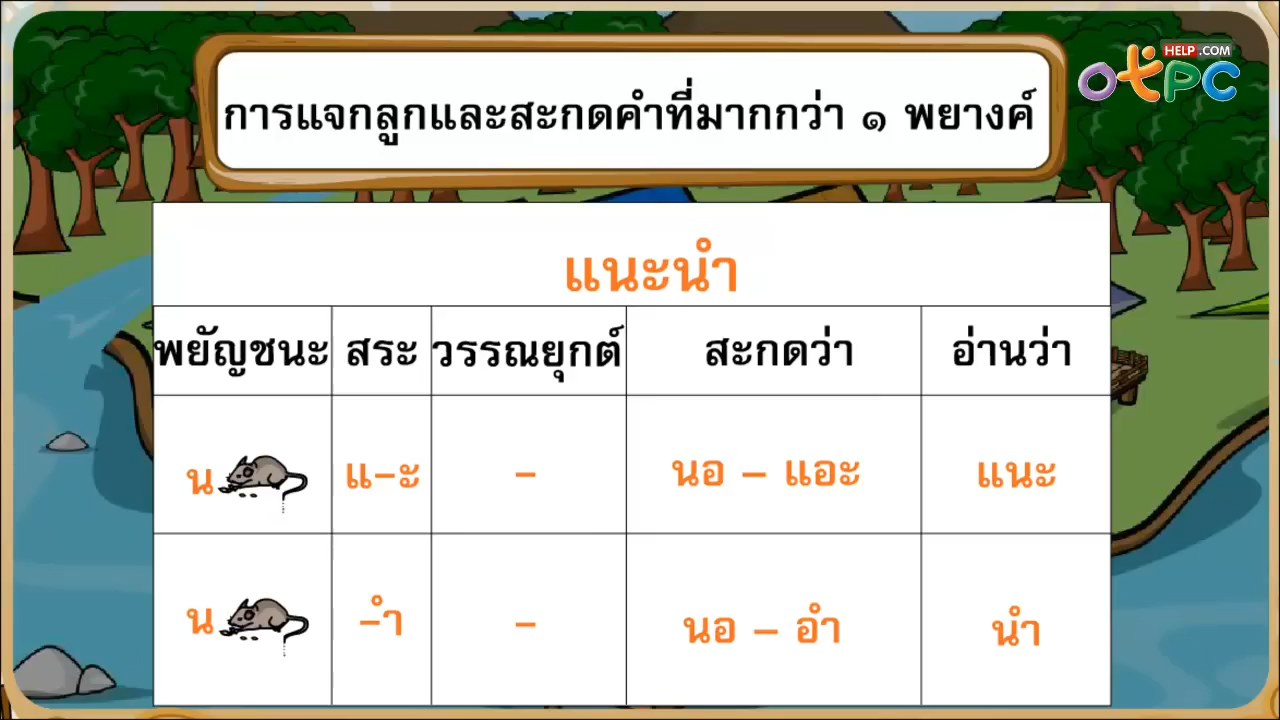 HELP .COM
OTPC
การแจกลูกและสะกดคำที่มากกว่า ๑ พยางค์
แนะนำ
พยัญชนะ สระ วรรณยุกต์ สะกดว่า อ่านว่า
น แ-ะ - นอ - แอะ แนะ
น -ำ - นอ - อำ นำ